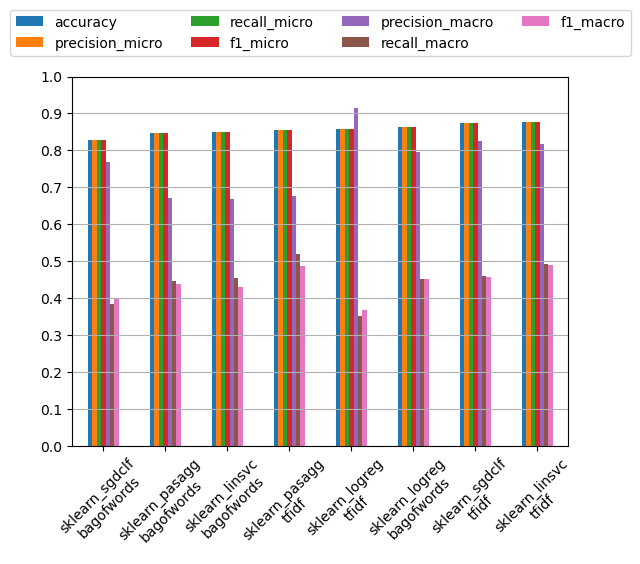 accuracy
precision_micro
recall_micro
f1_micro
precision_macro
recall_macro
f1_macro
1.0
0.9
0.8
0.7
0.6
0.5
0.4
0.3
0.2
0.1
0.0
sklearn_sgdclf
bagofwords
sklearn_pasagg
bagofwords
sklearn_linsvc
bagofwords
sklearn_pasagg
tfidf
sklearn_logreg
tfidf
sklearn_logreg
bagofwords
sklearn_sgdclf
tfidf
sklearn_linsvc
tfidf